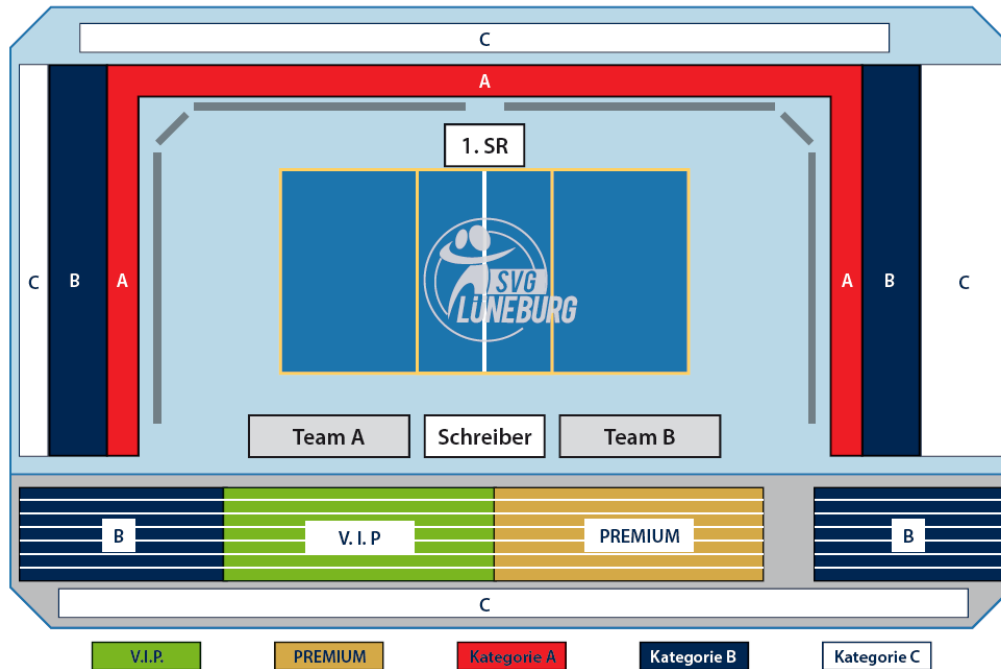 C
A
1. SR
C
B
A
A
B
C
SVG
LÜNEBURG
Team A
Schreiber
Team B
B
V. I. P
PREMIUM
B
C
V.I.P.
PREMIUM
Kategorie A
Kategorie B
Kategorie C